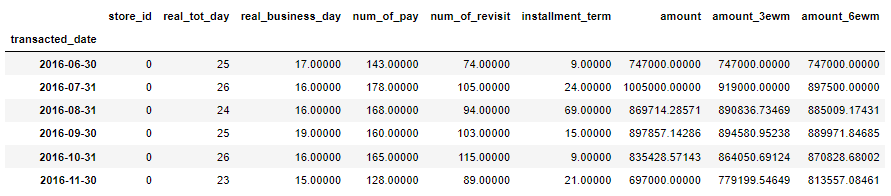 store_id real_tot_day real_business_day num_of_pay num_of_revisit installment_term amount amount_3ewm amount_6ewm
transacted_date
2016-06-30 0 25 17.00000 143.00000 74.00000 9.00000 747000.00000 747000.00000 747000.00000
2016-07-31 0 26 16.00000 178.00000 105.00000 24.00000 1005000.00000 919000.00000 897500.00000
2016-08-31 0 24 16.00000 168.00000 94.00000 69.00000 869714.28571 890836.73469 885009.17431
2016-09-30 0 25 19.00000 160.00000 103.00000 15.00000 897857.14286 894580.95238 889971.84685
2016-10-31 0 26 16.00000 165.00000 115.00000 9.00000 835428.57143 864050.69124 870828.68002
2016-11-30 0 23 15.00000 128.00000 89.00000 21.00000 697000.00000 779199.54649 813557.08461